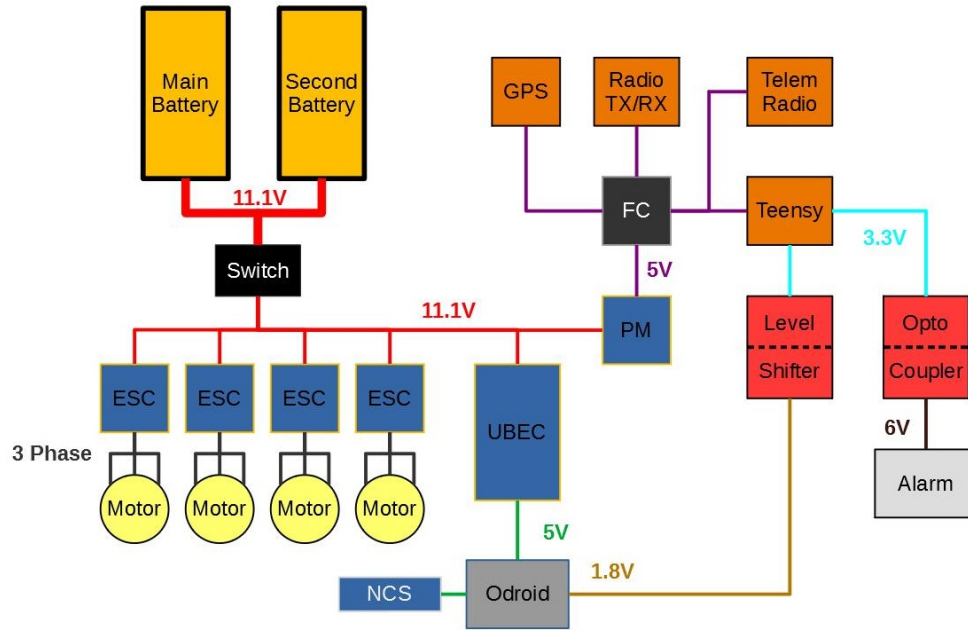 Main
Battery
Second
Battery
11.1V
Switch
GPS
Radio
TX/RX
Telem
Radio
FC
Teensy
3.3V
5V
11.1V
PM
Level
Shifter
Opto
Coupler
ESC
ESC
ESC
ESC
UBEC
3 Phase
6V
Motor
Motor
Motor
Motor
Alarm
5V
1.8V
NCS
Odroid